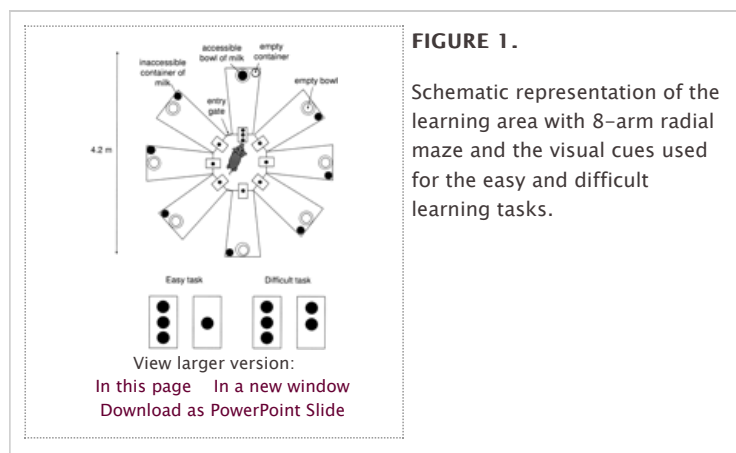 accessible
bowl of milk
empty
container
inaccessible
container of
milk
empty bowl
entry
gate
4.2 m
Easy task
Difficult task
View larger version:
In this page In a new window
Download as PowerPoint Slide
FIGURE 1.
Schematic representation of the
learning area with 8-arm radial
maze and the visual cues used
for the easy and difficult
learning tasks.